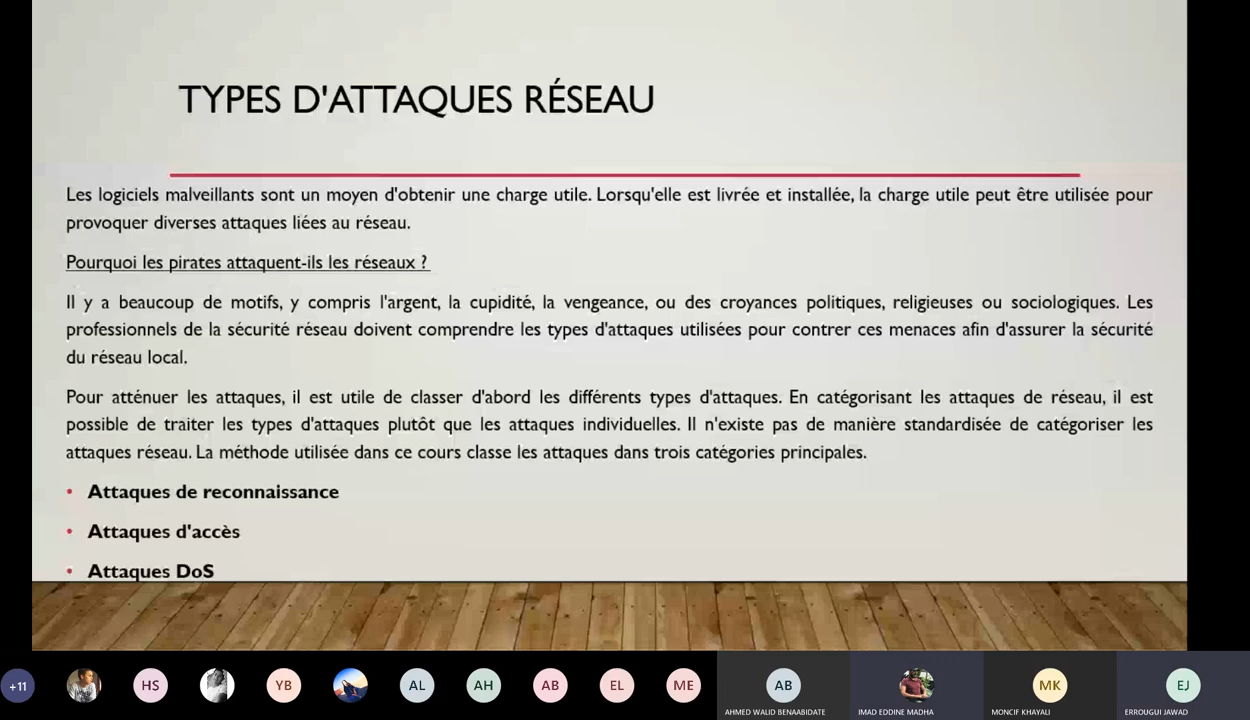 TYPES D'ATTAQUES RÉSEAU
Les logiciels malveillants sont un moyen d'obtenir une charge utile. Lorsqu'elle est livrée et installée, la charge utile peut être utilisée pour
provoquer diverses attaques liées au réseau.
Pourquoi les pirates attaquent-ils les réseaux ?
Il y a beaucoup de motifs, y compris l'argent, la cupidité, la vengeance, ou des croyances politiques, religieuses ou sociologiques. Les
professionnels de la sécurité réseau doivent comprendre les types d'attaques utilisées pour contrer ces menaces afin d'assurer la sécurité
du réseau local.
Pour atténuer les attaques, il est utile de classer d'abord les différents types d'attaques. En catégorisant les attaques de réseau, il est
possible de traiter les types d'attaques plutôt que les attaques individuelles. Il n'existe pas de manière standardisée de catégoriser les
attaques réseau. La méthode utilisée dans ce cours classe les attaques dans trois catégories principales.
• Attaques de reconnaissance
• Attaques d'accès
• Attaques DoS
+11 HS YB AL AH AB EL ME AB MK EJ
AHMED WALID BENAABIDATE IMAD EDDINE MADHA MONCIF KHAYALI ERROUGUI JAWAD